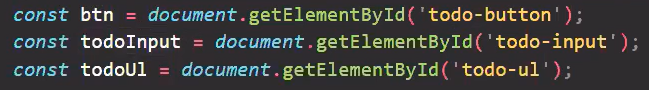 const btn = document.getElementById('todo-button');
const todoInput = document.getElementById('todo-input');
const todoUl = document.getElementById('todo-ul');